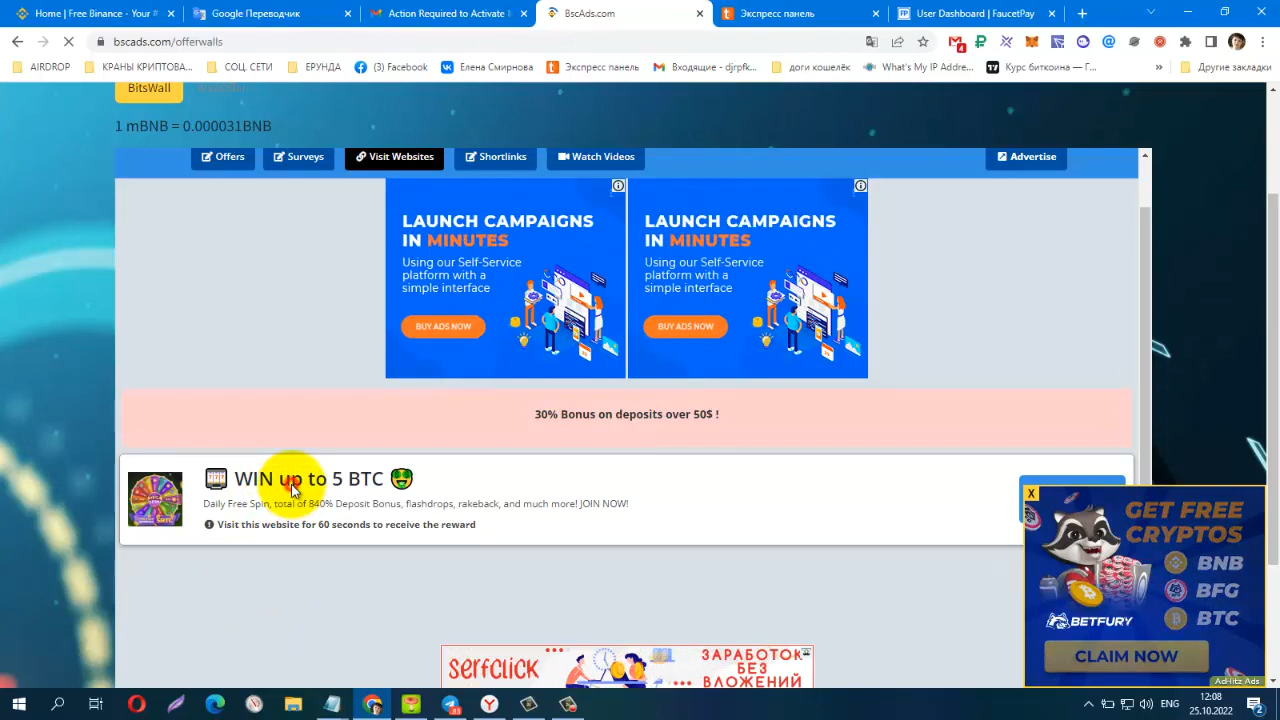 Home | Free Binance - Your #
Google Переводчик
Action Required to Activate
BscAds.com
Экспресс панель
User Dashboard | FaucetPay
bscads.com/offerwalls
AIRDROP
КРАНЫ КРИПТОВА...
СОЦ. СЕТИ
ЕРУНДА
(3) Facebook
Елена Смирнова
Экспресс панель
Входящие - djrpfk...
доги кошелёк
What's My IP Addre...
Курс биткоина — Г...
»
Другие закладки
BitsWall
1 mBNB = 0.000031BNB
Offers
Surveys
Visit Websites
Shortlinks
Watch Videos
Advertise
LAUNCH CAMPAIGNS
IN MINUTES
Using our Self-Service
platform with a
simple interface
BUY ADS NOW
LAUNCH CAMPAIGNS
IN MINUTES
Using our Self-Service
platform with a
simple interface
BUY ADS NOW
30% Bonus on deposits over 50$ !
WIN up to 5 BTC
Daily Free Spin, total of 840% Deposit Bonus, flashdrops, rakeback, and much more! JOIN NOW!
Visit this website for 60 seconds to receive the reward
X
GET FREE
CRYPTOS
BNB
BFG
BTC
BETFURY
CLAIM NOW
AdHitz Ads
serfclick
ЗАРАБОТОК
БЕЗ
ВЛОЖЕНИЙ
ENG
12:08
25.10.2022